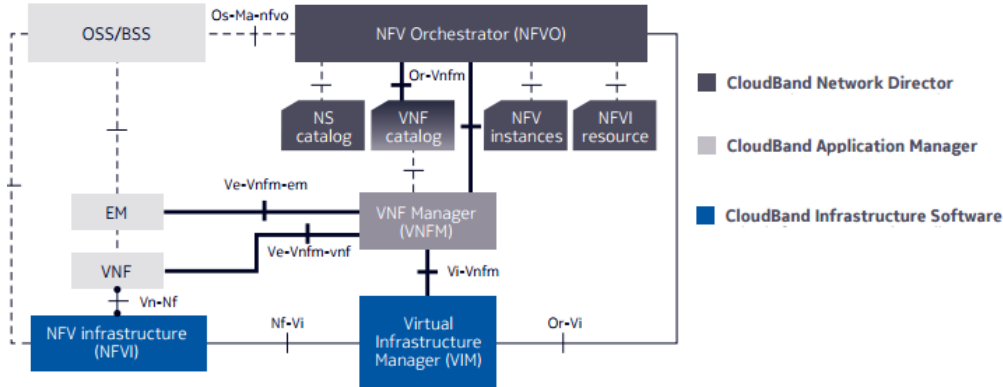 Os-Ma-nfvo
OSS/BSS
NFV Orchestrator (NFVO)
Or-Vnfm
NS
catalog
VNF
catalog
NFV
instances
NFVI
resource
CloudBand Network Director
CloudBand Application Manager
CloudBand Infrastructure Software
Ve-Vnfm-em
EM
VNF Manager
(VNFM)
Ve-Vnfm-vnf
VNF
Vi-Vnfm
Vn-Nf
NFV infrastructure
(NFVI)
Nf-Vi
Virtual
Infrastructure
Manager (VIM)
Or-Vi